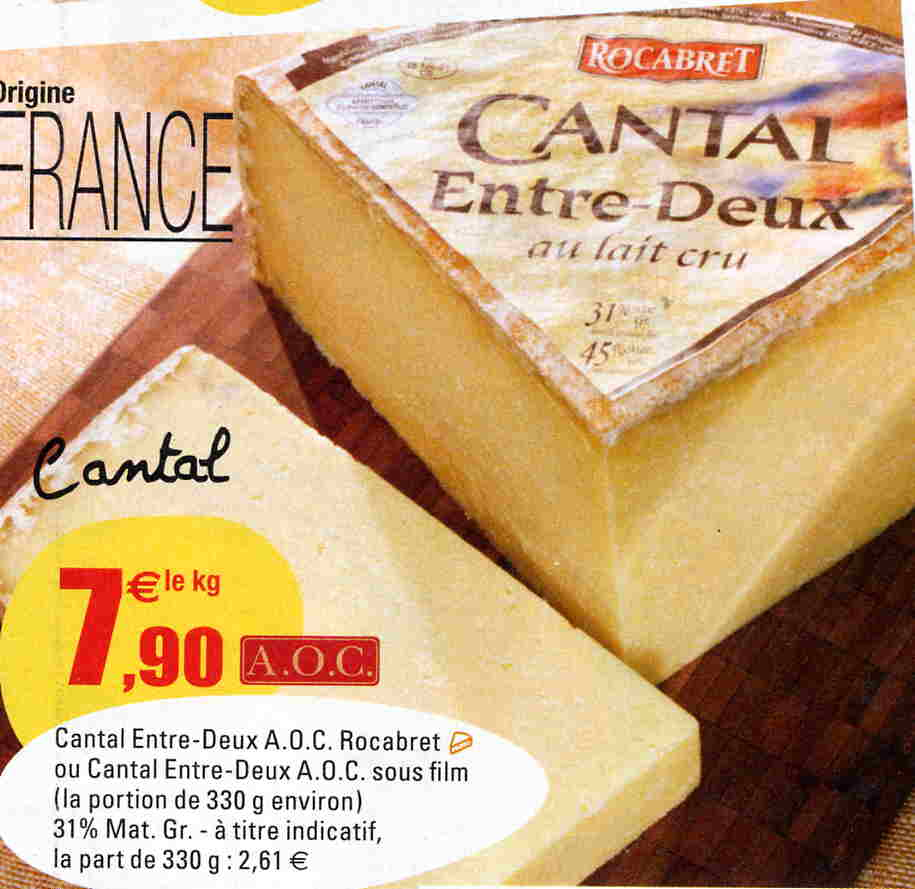 Origine
FRANCE
ROCABRET
CANTAL
Entre-Deux
au lait cru
31
45
Cantal
7€ le kg
,90
A.O.C.
Cantal Entre-Deux A.O.C. Rocabret
ou Cantal Entre-Deux A.O.C. sous film
(la portion de 330 g environ)
31% Mat. Gr. - à titre indicatif,
la part de 330 g : 2,61 €